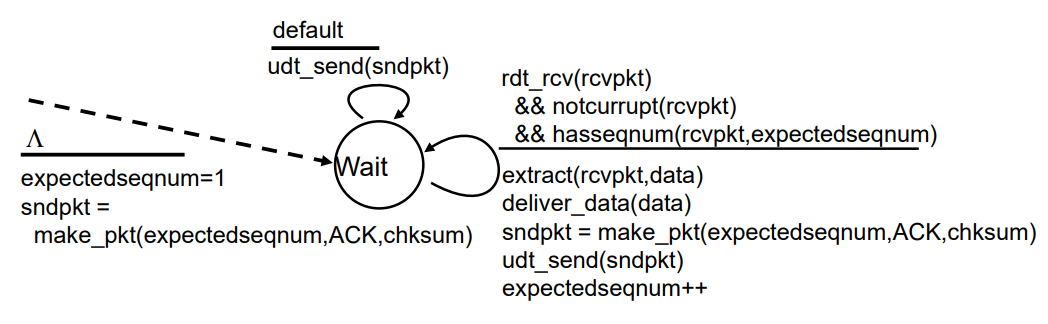 default
udt_send(sndpkt)
Λ
expectedseqnum=1
sndpkt =
make_pkt(expectedseqnum,ACK,chksum)
Wait
rdt_rcv(rcvpkt)
&& notcurrupt(rcvpkt)
&& hasseqnum(rcvpkt,expectedseqnum)
extract(rcvpkt,data)
deliver_data(data)
sndpkt = make_pkt(expectedseqnum,ACK,chksum)
udt_send(sndpkt)
expectedseqnum++